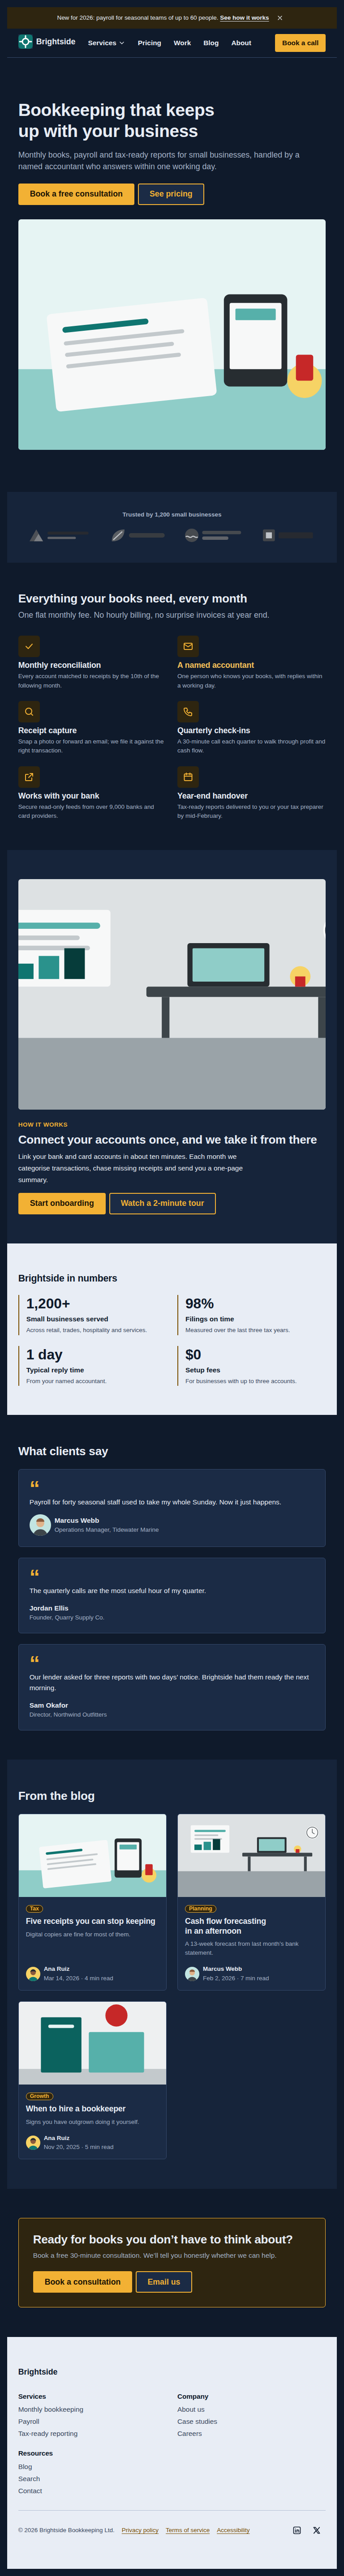 New for 2026: payroll for seasonal teams of up to 60 people. See how it works
Brightside
Services
Pricing
Work
Blog
About
Book a call
Bookkeeping that keeps
up with your business
Monthly books, payroll and tax-ready reports for small businesses, handled by a
named accountant who answers within one working day.
Book a free consultation
See pricing
Trusted by 1,200 small businesses
Everything your books need, every month
One flat monthly fee. No hourly billing, no surprise invoices at year end.
Monthly reconciliation
Every account matched to receipts by the 10th of the
following month.
A named accountant
One person who knows your books, with replies within
a working day.
Receipt capture
Snap a photo or forward an email; we file it against the
right transaction.
Quarterly check-ins
A 30-minute call each quarter to walk through profit and
cash flow.
Works with your bank
Secure read-only feeds from over 9,000 banks and
card providers.
Year-end handover
Tax-ready reports delivered to you or your tax preparer
by mid-February.
HOW IT WORKS
Connect your accounts once, and we take it from there
Link your bank and card accounts in about ten minutes. Each month we
categorise transactions, chase missing receipts and send you a one-page
summary.
Start onboarding
Watch a 2-minute tour
Brightside in numbers
1,200+
Small businesses served
Across retail, trades, hospitality and services.
98%
Filings on time
Measured over the last three tax years.
1 day
Typical reply time
From your named accountant.
$0
Setup fees
For businesses with up to three accounts.
What clients say
“
Payroll for forty seasonal staff used to take my whole Sunday. Now it just happens.
Marcus Webb
Operations Manager, Tidewater Marine
“
The quarterly calls are the most useful hour of my quarter.
Jordan Ellis
Founder, Quarry Supply Co.
“
Our lender asked for three reports with two days’ notice. Brightside had them ready the next
morning.
Sam Okafor
Director, Northwind Outfitters
From the blog
Tax
Five receipts you can stop keeping
Digital copies are fine for most of them.
Ana Ruiz
Mar 14, 2026 · 4 min read
Planning
Cash flow forecasting
in an afternoon
A 13-week forecast from last month’s bank
statement.
Marcus Webb
Feb 2, 2026 · 7 min read
Growth
When to hire a bookkeeper
Signs you have outgrown doing it yourself.
Ana Ruiz
Nov 20, 2025 · 5 min read
Ready for books you don’t have to think about?
Book a free 30-minute consultation. We’ll tell you honestly whether we can help.
Book a consultation
Email us
Brightside
Services
Monthly bookkeeping
Payroll
Tax-ready reporting
Company
About us
Case studies
Careers
Resources
Blog
Search
Contact
© 2026 Brightside Bookkeeping Ltd.
Privacy policy
Terms of service
Accessibility